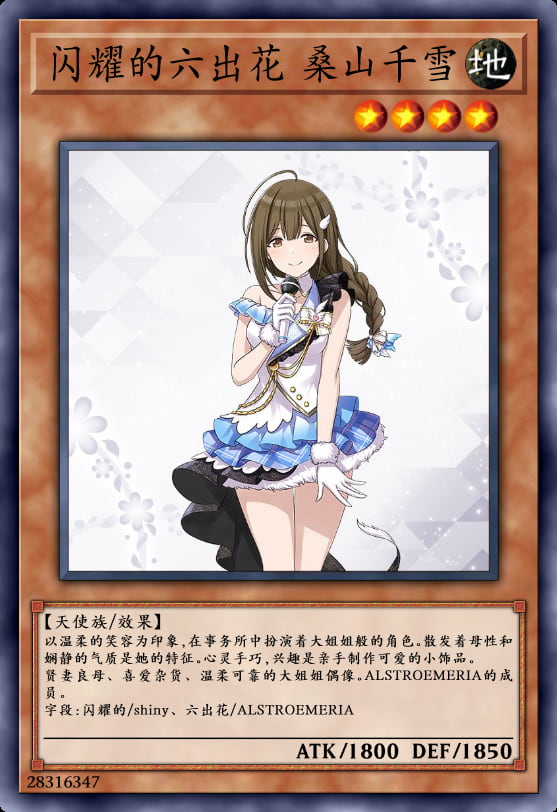 闪耀的六出花 桑山千雪
地
【天使族/效果】
以温柔的笑容为印象,在事务所中扮演着大姐姐般的角色。散发着母性和
娴静的气质是她的特征。心灵手巧,兴趣是亲手制作可爱的小饰品。
贤妻良母、喜爱杂货、温柔可靠的大姐姐偶像。ALSTROEMERIA的成
员。
字段:闪耀的/shiny、六出花/ALSTROEMERIA
ATK/1800 DEF/1850
28316347